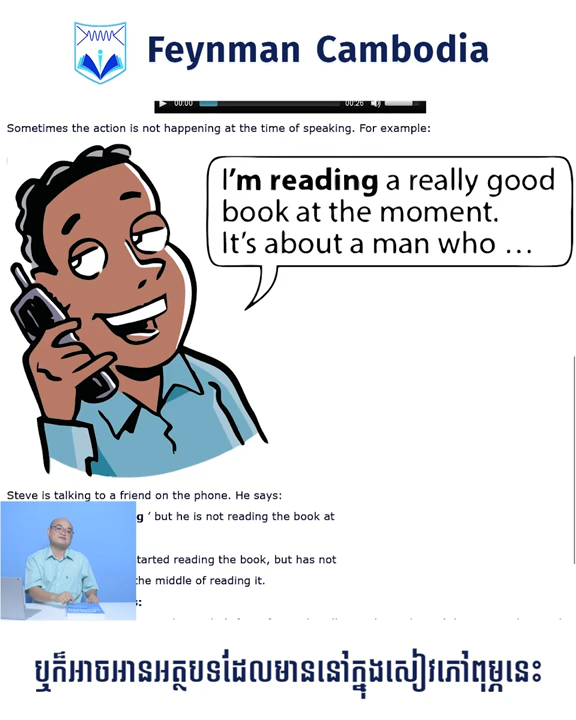 Feynman Cambodia
00:00 00:26
Sometimes the action is not happening at the time of speaking. For example:
I'm reading a really good
book at the moment.
It's about a man who ...
Steve is talking to a friend on the phone. He says:
g ' but he is not reading the book at
tarted reading the book, but has not
he middle of reading it.
s:
ឬក៏អាចអានអត្ថបទដែលមាននៅក្នុងសៀវភៅពុម្ភនេះ